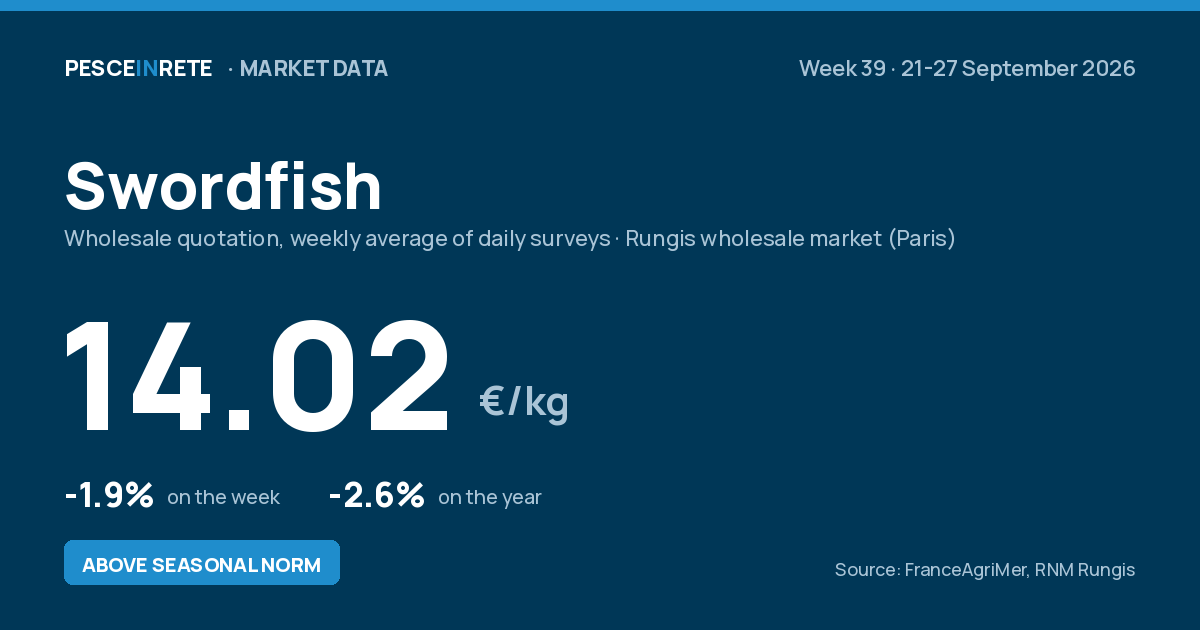 PESCEINRETE · MARKET DATA
Week 39 · 21-27 September 2026
Swordfish
Wholesale quotation, weekly average of daily surveys · Rungis wholesale market (Paris)
14.02 €/kg
-1.9% on the week -2.6% on the year
ABOVE SEASONAL NORM
Source: FranceAgriMer, RNM Rungis